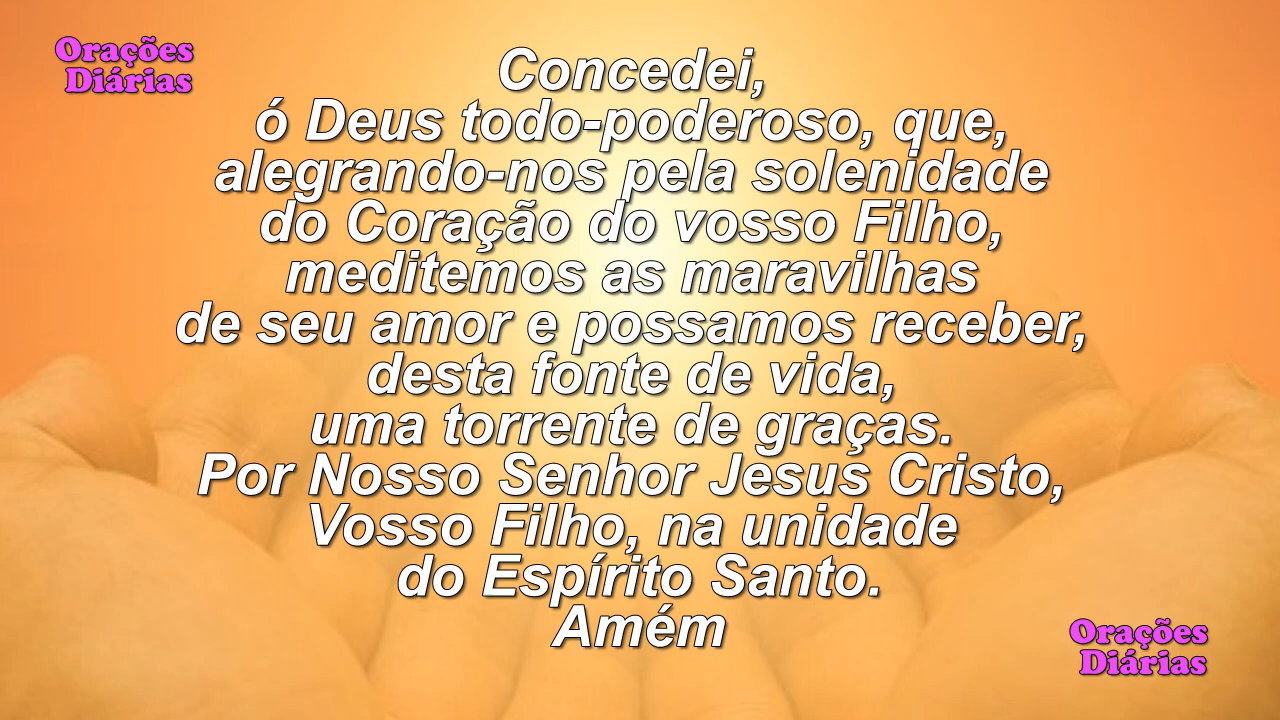 Orações
Diárias
Concedei,
ó Deus todo-poderoso, que,
alegrando-nos pela solenidade
do Coração do vosso Filho,
meditemos as maravilhas
de seu amor e possamos receber,
desta fonte de vida,
uma torrente de graças.
Por Nosso Senhor Jesus Cristo,
Vosso Filho, na unidade
do Espírito Santo.
Amém
Orações
Diárias